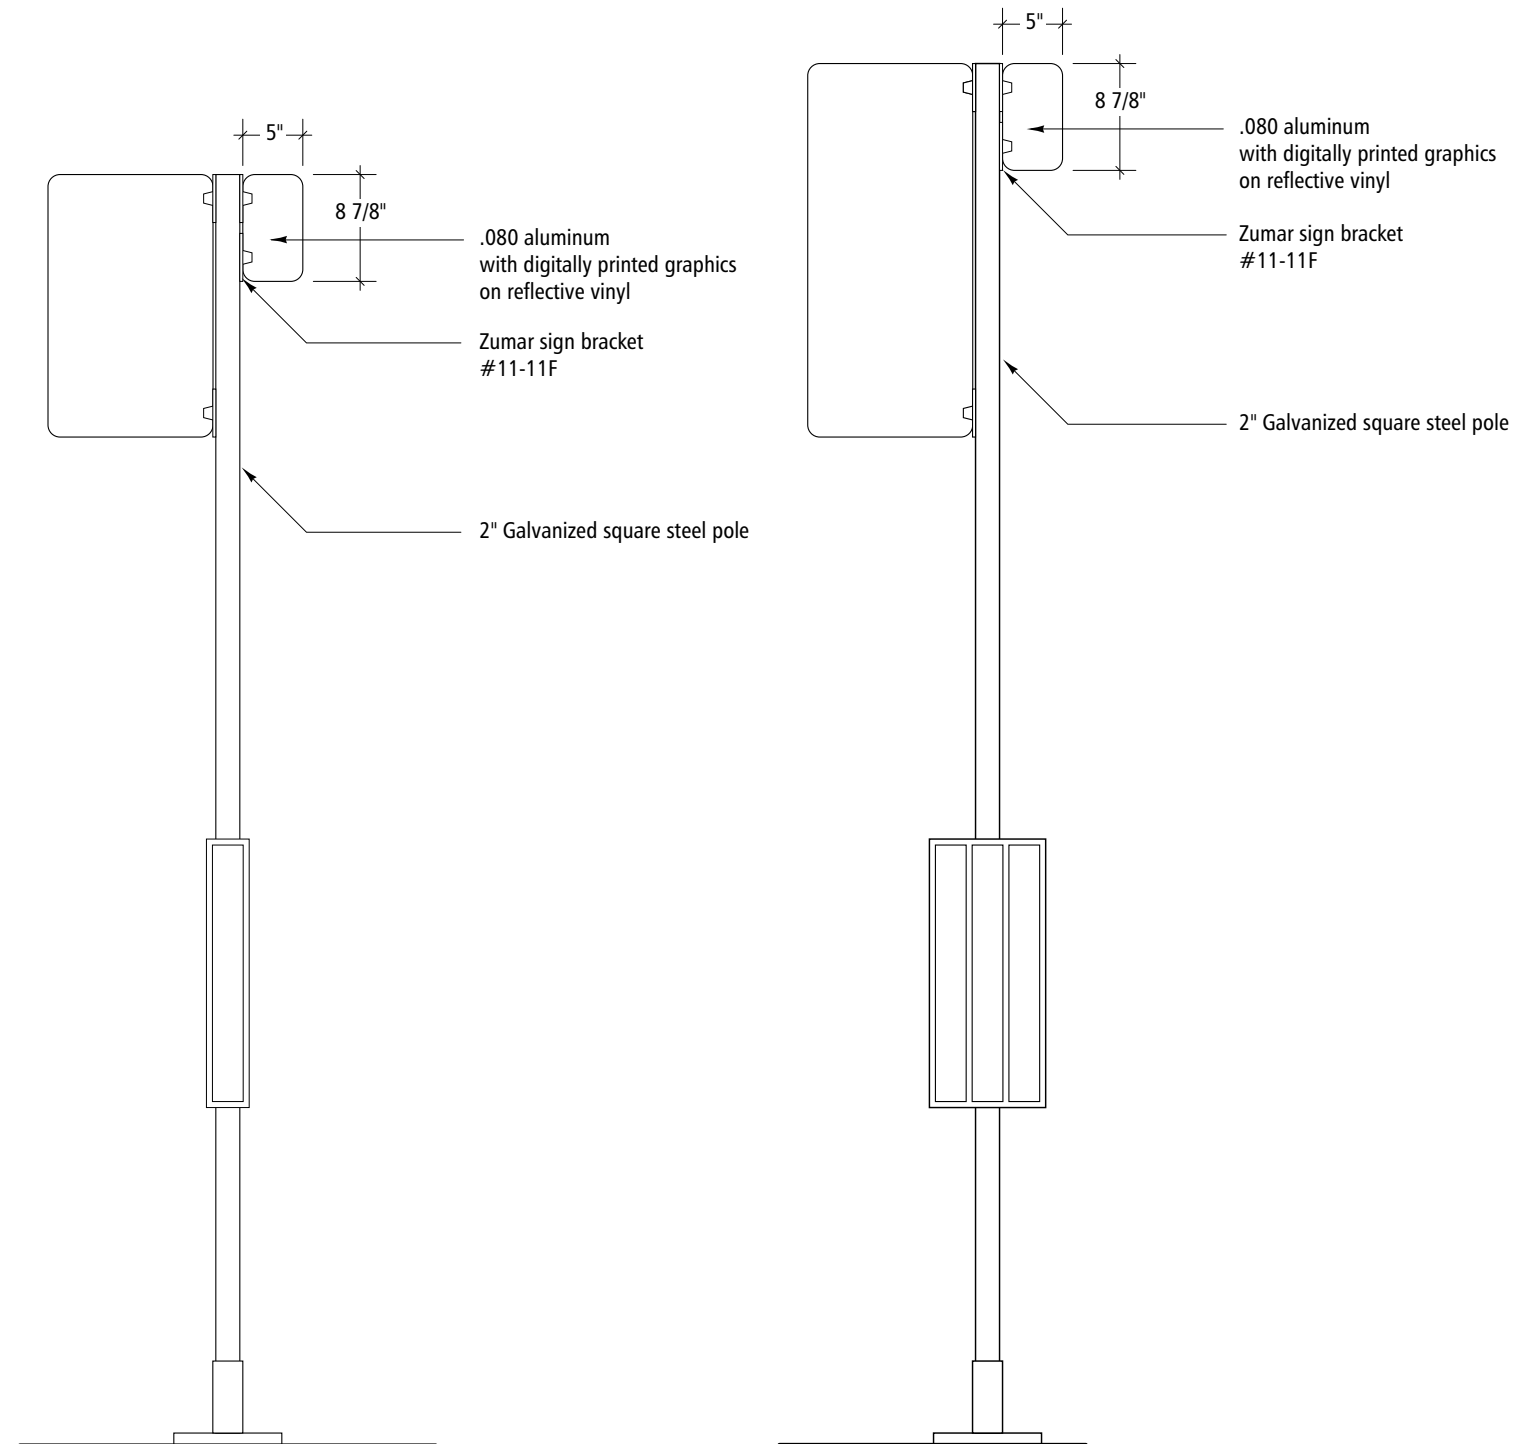 5"
8 7/8"
.080 aluminum
with digitally printed graphics
on reflective vinyl
Zumar sign bracket
#11-11F
2" Galvanized square steel pole
5"
8 7/8"
.080 aluminum
with digitally printed graphics
on reflective vinyl
Zumar sign bracket
#11-11F
2" Galvanized square steel pole